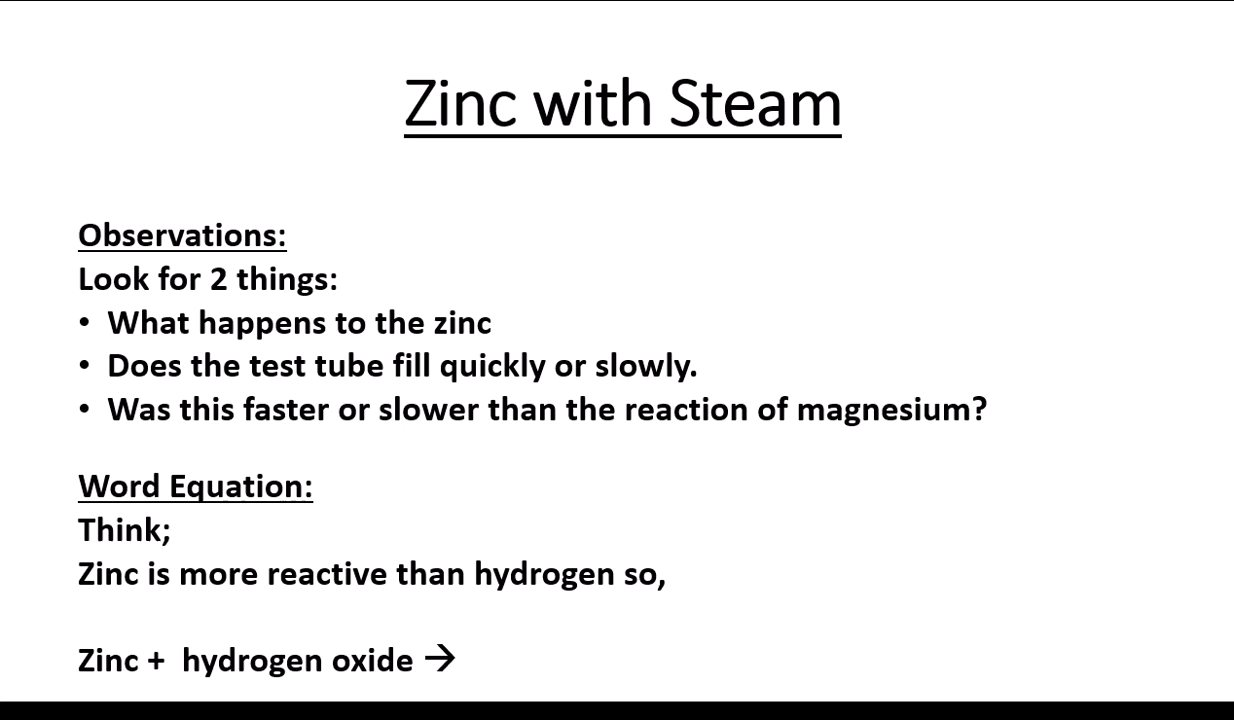 Zinc with Steam
Observations:
Look for 2 things:
• What happens to the zinc
• Does the test tube fill quickly or slowly.
• Was this faster or slower than the reaction of magnesium?
Word Equation:
Think;
Zinc is more reactive than hydrogen so,
Zinc +  hydrogen oxide →